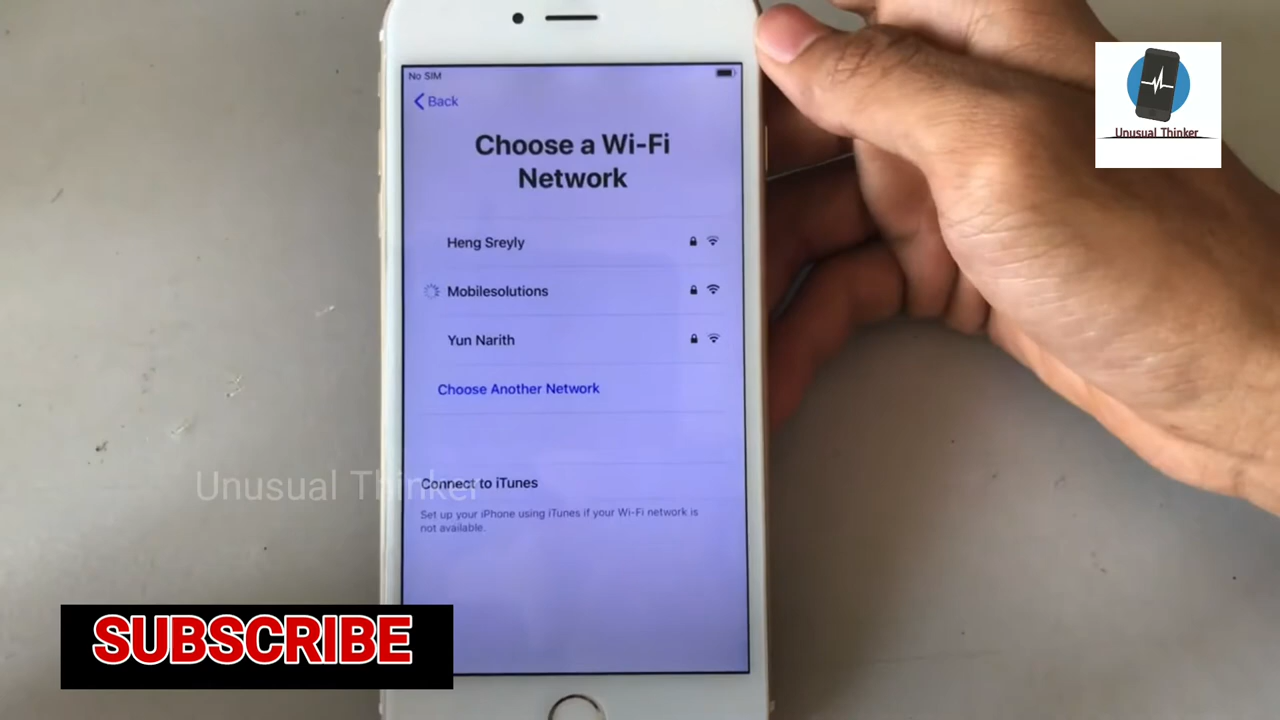 No SIM
Back
Choose a Wi-Fi
Network
Heng Sreyly
Mobilesolutions
Yun Narith
Choose Another Network
Connect to iTunes
Set up your iPhone using iTunes if your Wi-Fi network is
not available.
Unusual Thinker
Unusual Thinker
SUBSCRIBE